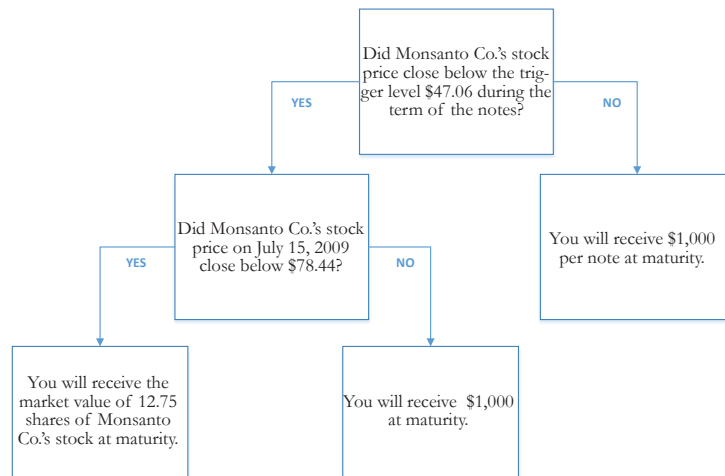 Did Monsanto Co.'s stock
price close below the trig-
ger level $47.06 during the
term of the notes?
YES
NO
Did Monsanto Co.'s stock
price on July 15, 2009
close below $78.44?
You will receive $1,000
per note at maturity.
YES
NO
You will receive the
market value of 12.75
shares of Monsanto
Co.'s stock at maturity.
You will receive $1,000
at maturity.